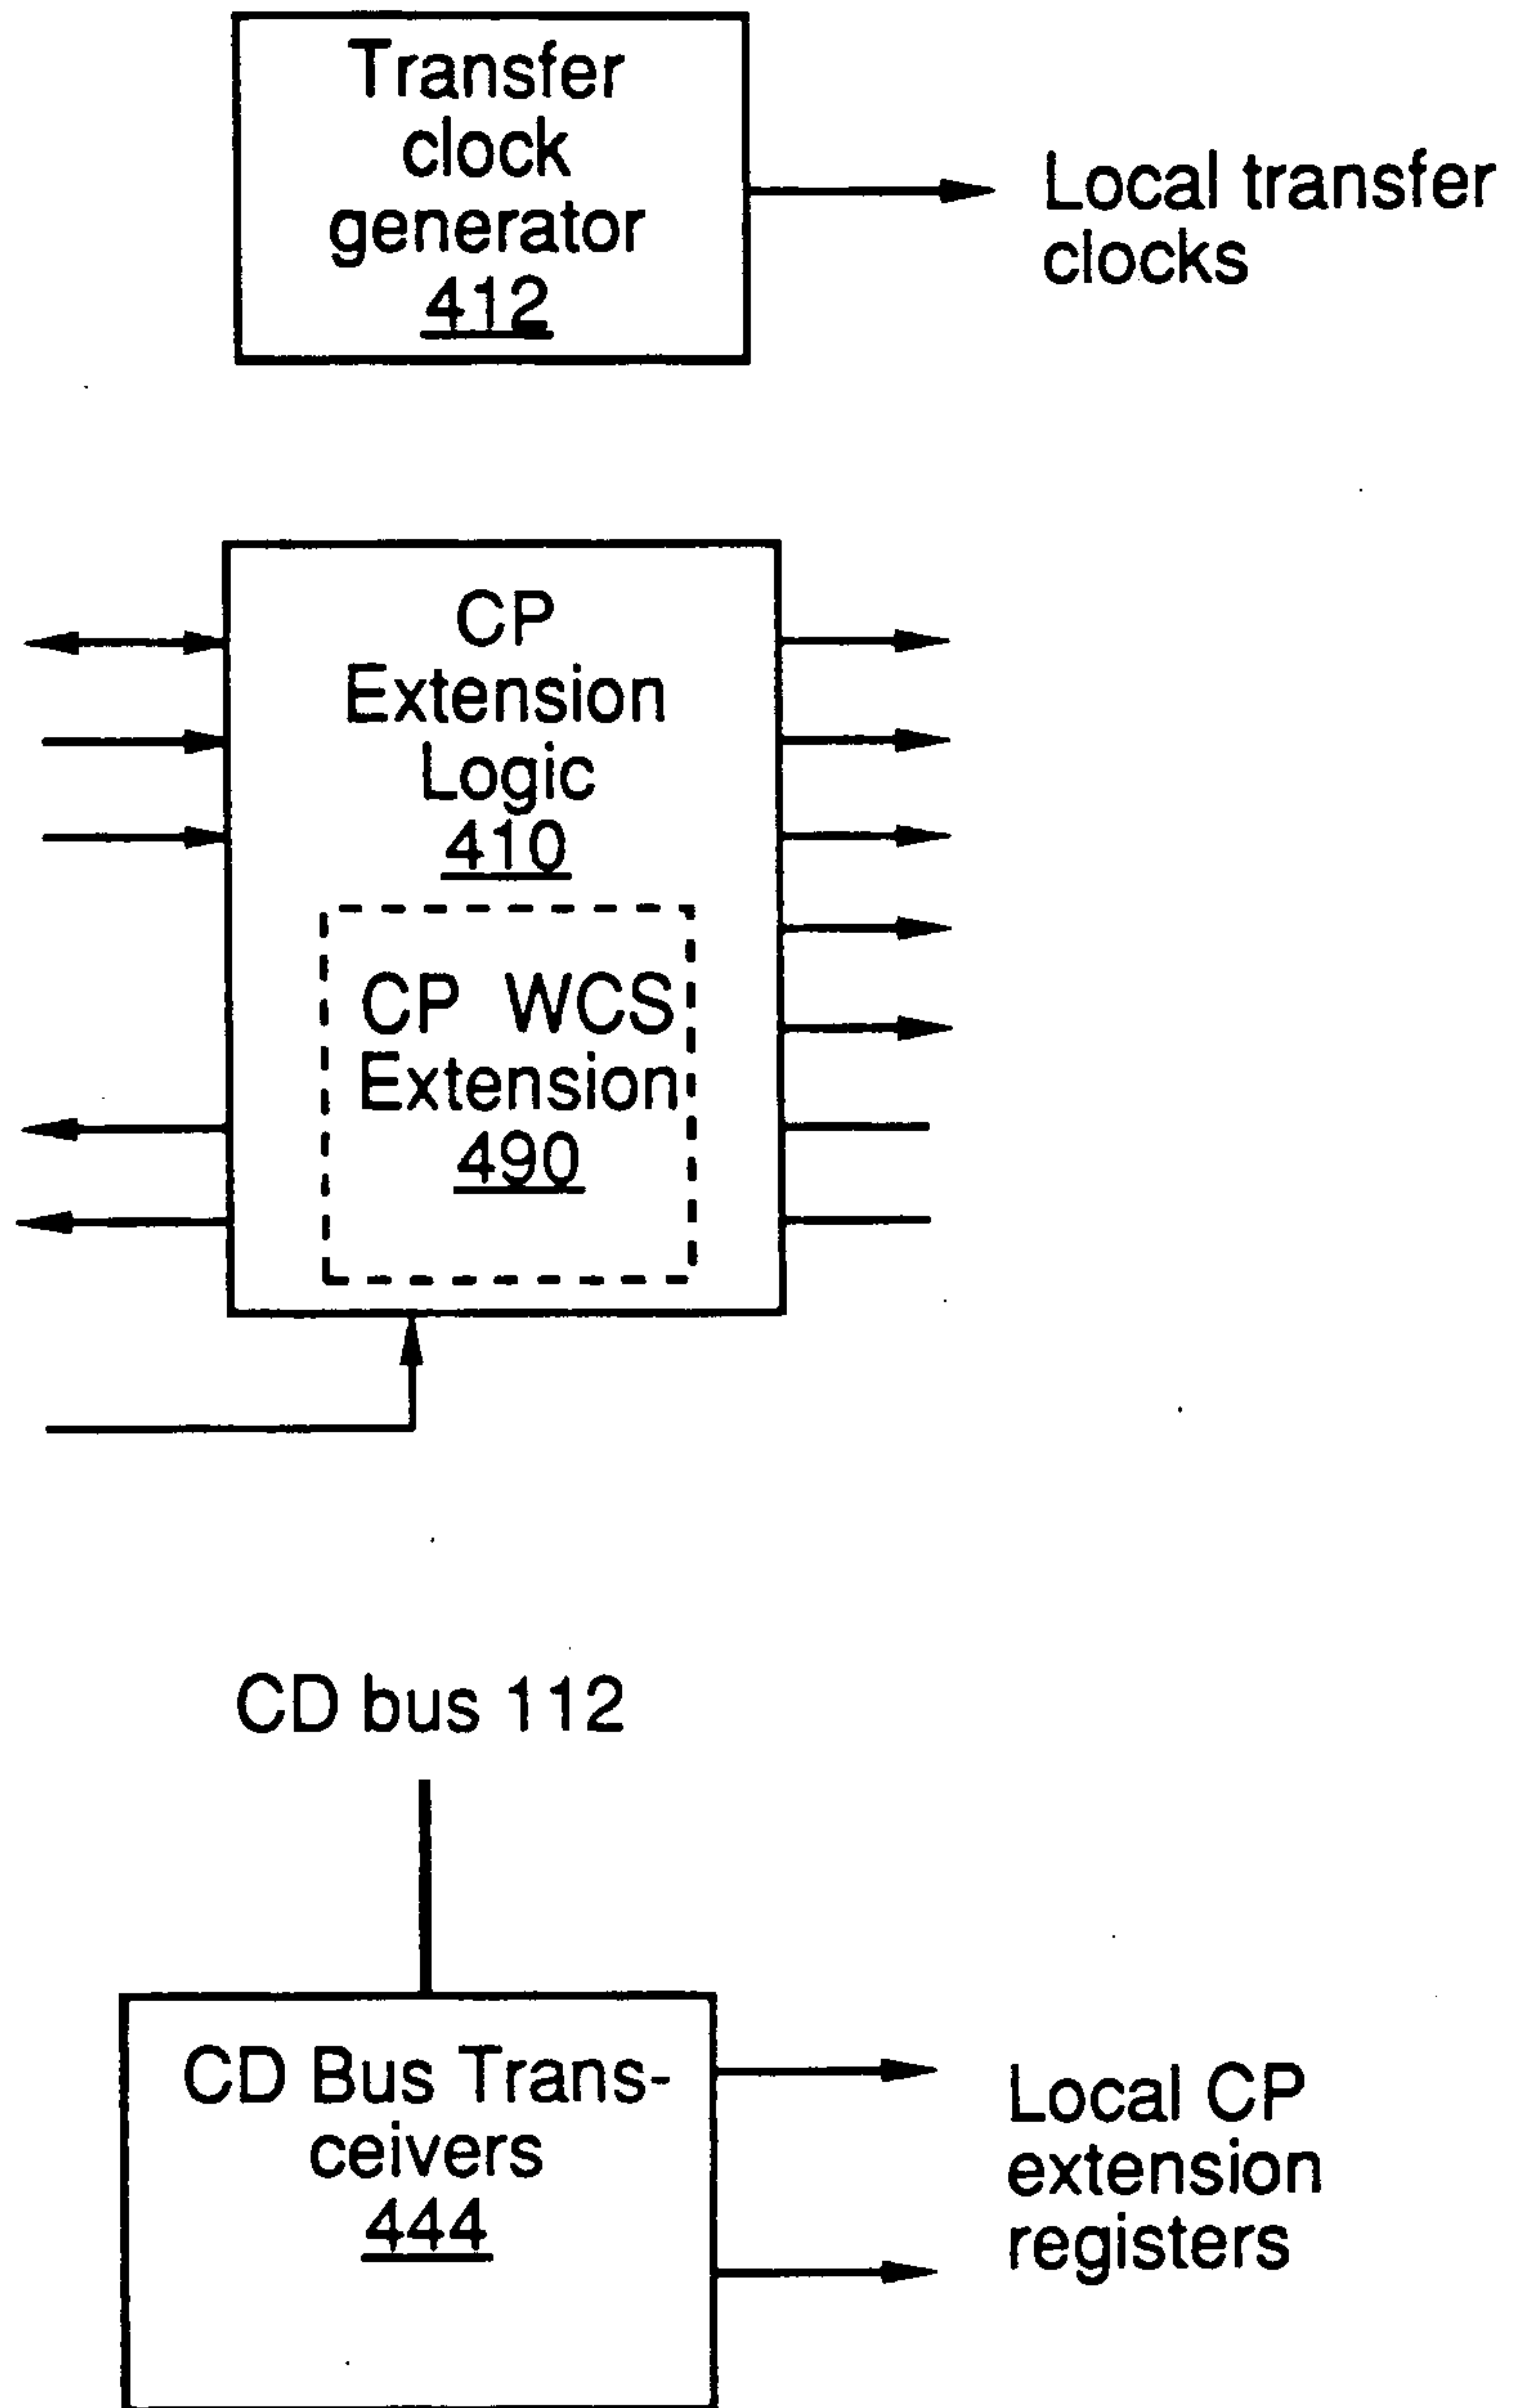 Transfer
clock
generator
412
Local transfer
clocks
CP
Extension
Logic
410
CP WCS
Extension
490
CD bus 112
CD Bus Trans-
ceivers
444
Local CP
extension
registers